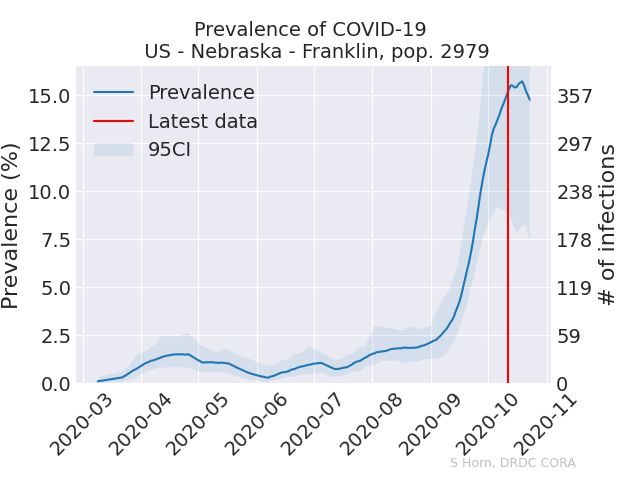 Prevalence of COVID-19
US - Nebraska - Franklin, pop. 2979
Prevalence
Latest data
95CI
Prevalence (%)
15.0
12.5
10.0
7.5
5.0
2.5
0.0
357
297
238
178
119
59
0
# of infections
2020-03
2020-04
2020-05
2020-06
2020-07
2020-08
2020-09
2020-10
2020-11
S Horn, DRDC CORA